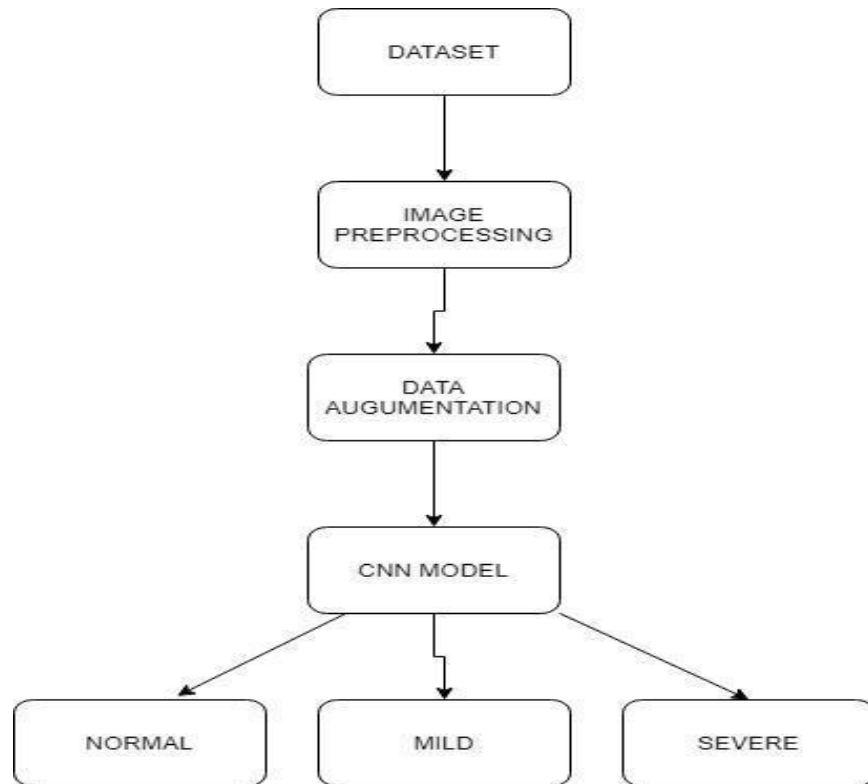 DATASET
IMAGE
PREPROCESSING
DATA
AUGUMENTATION
CNN MODEL
NORMAL
MILD
SEVERE